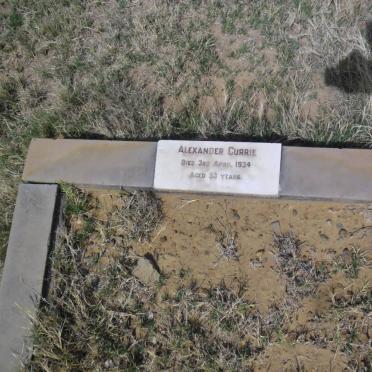 Alexander Currie
Died 3rd April, 1934
Aged 53 years.